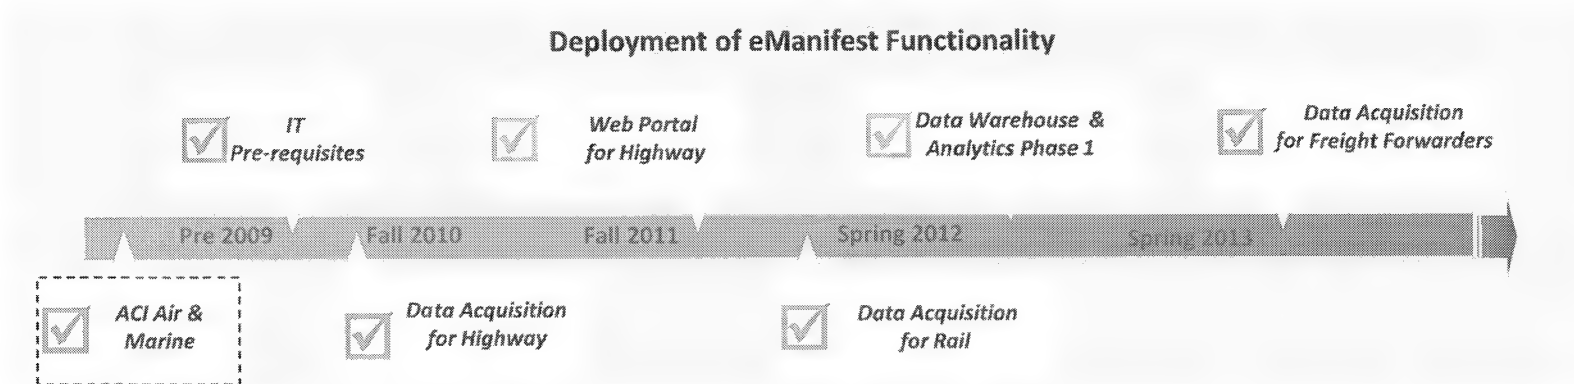 Deployment of eManifest Functionality
IT
Pre-requisites
Web Portal
for Highway
Data Warehouse &
Analytics Phase 1
Data Acquisition
for Freight Forwarders
Pre 2009
Fall 2010
Fall 2011
Spring 2012
Spring 2013
ACI Air &
Marine
Data Acquisition
for Highway
Data Acquisition
for Rail